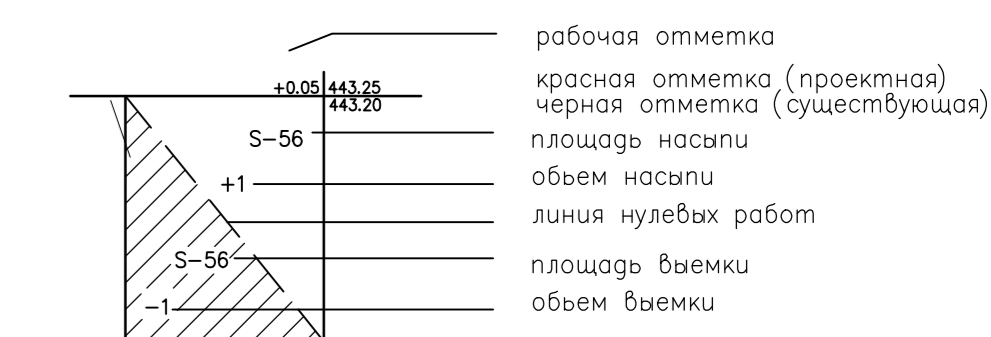 рабочая отметка
+0.05 443.25 красная отметка (проектная)
443.20 черная отметка (существующая)
S-56 площадь насыпи
+1 обьем насыпи
линия нулевых работ
S-56 площадь выемки
-1 обьем выемки